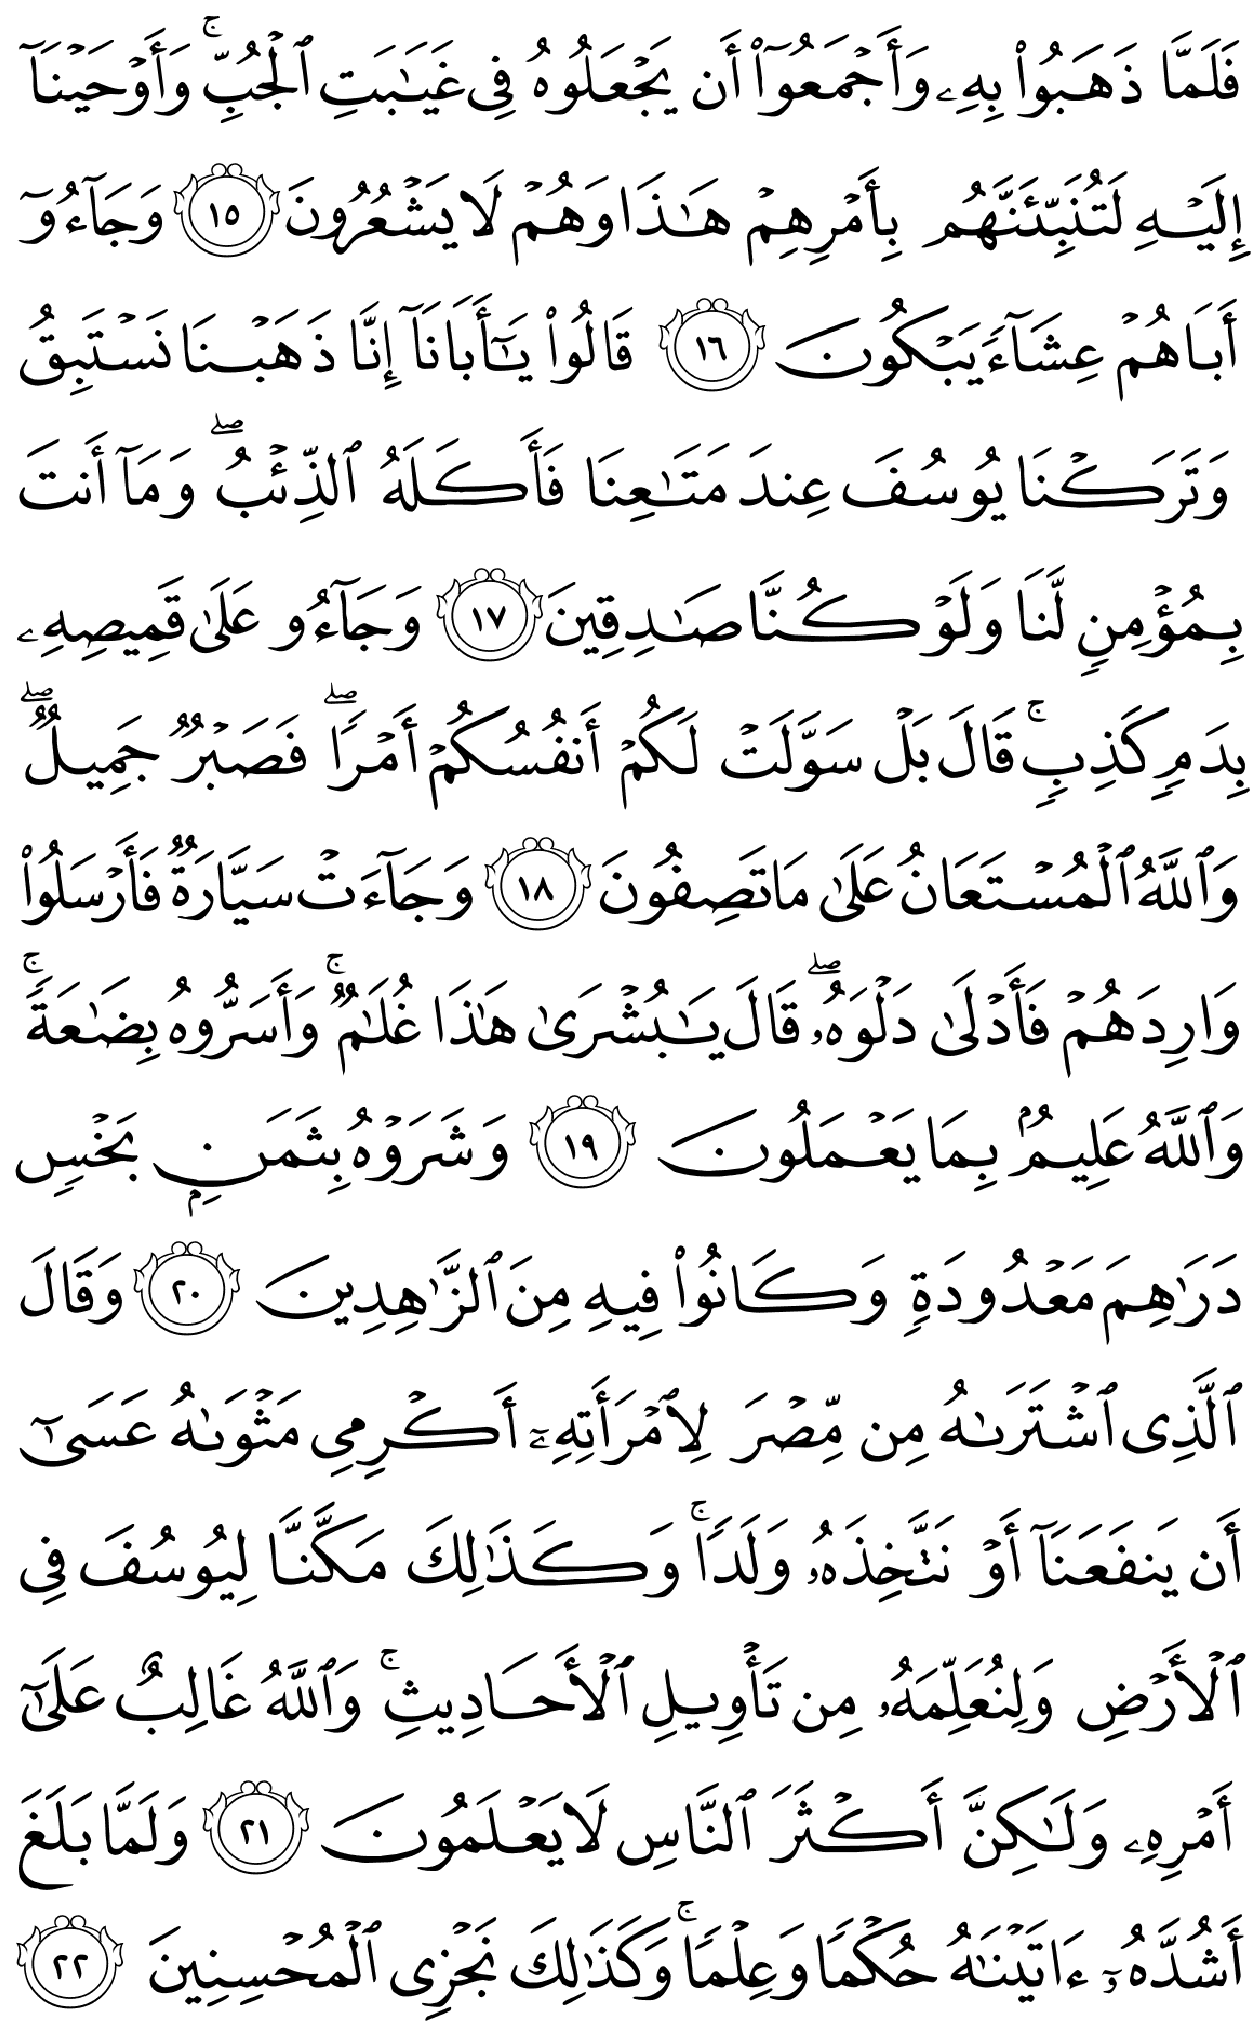 فَلَمَّا ذَهَبُوا۟ بِهِۦ وَأَجْمَعُوٓا۟ أَن يَجْعَلُوهُ فِى غَيَـٰبَتِ ٱلْجُبِّ ۚ وَأَوْحَيْنَآ
إِلَيْهِ لَتُنَبِّئَنَّهُم بِأَمْرِهِمْ هَـٰذَا وَهُمْ لَا يَشْعُرُونَ ١٥ وَجَآءُوٓ
أَبَاهُمْ عِشَآءً يَبْكُونَ ١٦ قَالُوا۟ يَـٰٓأَبَانَآ إِنَّا ذَهَبْنَا نَسْتَبِقُ
وَتَرَكْنَا يُوسُفَ عِندَ مَتَـٰعِنَا فَأَكَلَهُ ٱلذِّئْبُ ۖ وَمَآ أَنتَ
بِمُؤْمِنٍ لَّنَا وَلَوْ كُنَّا صَـٰدِقِينَ ١٧ وَجَآءُو عَلَىٰ قَمِيصِهِۦ
بِدَمٍ كَذِبٍ ۚ قَالَ بَلْ سَوَّلَتْ لَكُمْ أَنفُسُكُمْ أَمْرًا ۖ فَصَبْرٌ جَمِيلٌ ۖ
وَٱللَّهُ ٱلْمُسْتَعَانُ عَلَىٰ مَا تَصِفُونَ ١٨ وَجَآءَتْ سَيَّارَةٌ فَأَرْسَلُوا۟
وَارِدَهُمْ فَأَدْلَىٰ دَلْوَهُۥ ۖ قَالَ يَـٰبُشْرَىٰ هَـٰذَا غُلَـٰمٌ ۚ وَأَسَرُّوهُ بِضَـٰعَةً ۚ
وَٱللَّهُ عَلِيمٌۢ بِمَا يَعْمَلُونَ ١٩ وَشَرَوْهُ بِثَمَنٍۭ بَخْسٍ
دَرَٰهِمَ مَعْدُودَةٍ وَكَانُوا۟ فِيهِ مِنَ ٱلزَّٰهِدِينَ ٢٠ وَقَالَ
ٱلَّذِى ٱشْتَرَىٰهُ مِن مِّصْرَ لِٱمْرَأَتِهِۦٓ أَكْرِمِى مَثْوَىٰهُ عَسَىٰٓ
أَن يَنفَعَنَآ أَوْ نَتَّخِذَهُۥ وَلَدًا ۚ وَكَذَٰلِكَ مَكَّنَّا لِيُوسُفَ فِى
ٱلْأَرْضِ وَلِنُعَلِّمَهُۥ مِن تَأْوِيلِ ٱلْأَحَادِيثِ ۚ وَٱللَّهُ غَالِبٌ عَلَىٰٓ
أَمْرِهِۦ وَلَـٰكِنَّ أَكْثَرَ ٱلنَّاسِ لَا يَعْلَمُونَ ٢١ وَلَمَّا بَلَغَ
أَشُدَّهُۥٓ ءَاتَيْنَـٰهُ حُكْمًا وَعِلْمًا ۚ وَكَذَٰلِكَ نَجْزِى ٱلْمُحْسِنِينَ ٢٢